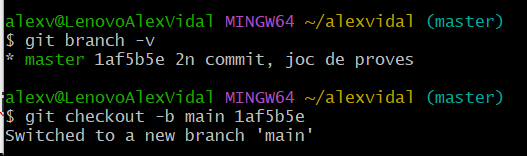 alexv@LenovoAlexVidal MINGW64 ~/alexvidal (master)
$ git branch -v
* master 1af5b5e 2n commit, joc de proves
alexv@LenovoAlexVidal MINGW64 ~/alexvidal (master)
$ git checkout -b main 1af5b5e
Switched to a new branch 'main'